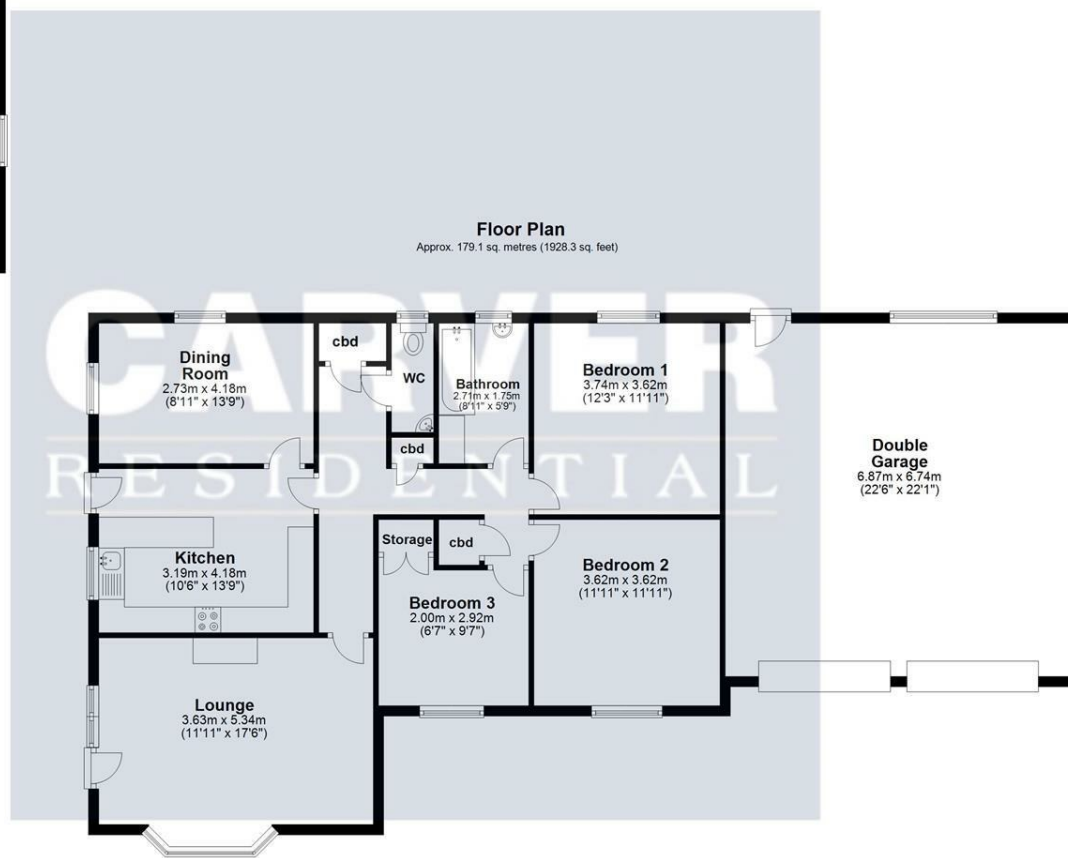 Floor Plan
Approx. 179.1 sq. metres (1928.3 sq. feet)
CARVER
RESIDENTIAL
Dining
Room
2.73m x 4.18m
(8'11" x 13'9")
cbd
WC
Bathroom
2.71m x 1.75m
(8'11" x 5'9")
cbd
Bedroom 1
3.74m x 3.62m
(12'3" x 11'11")
Double
Garage
6.87m x 6.74m
(22'6" x 22'1")
Kitchen
3.19m x 4.18m
(10'6" x 13'9")
Storage
cbd
Bedroom 2
3.62m x 3.62m
(11'11" x 11'11")
Bedroom 3
2.00m x 2.92m
(6'7" x 9'7")
Lounge
3.63m x 5.34m
(11'11" x 17'6")